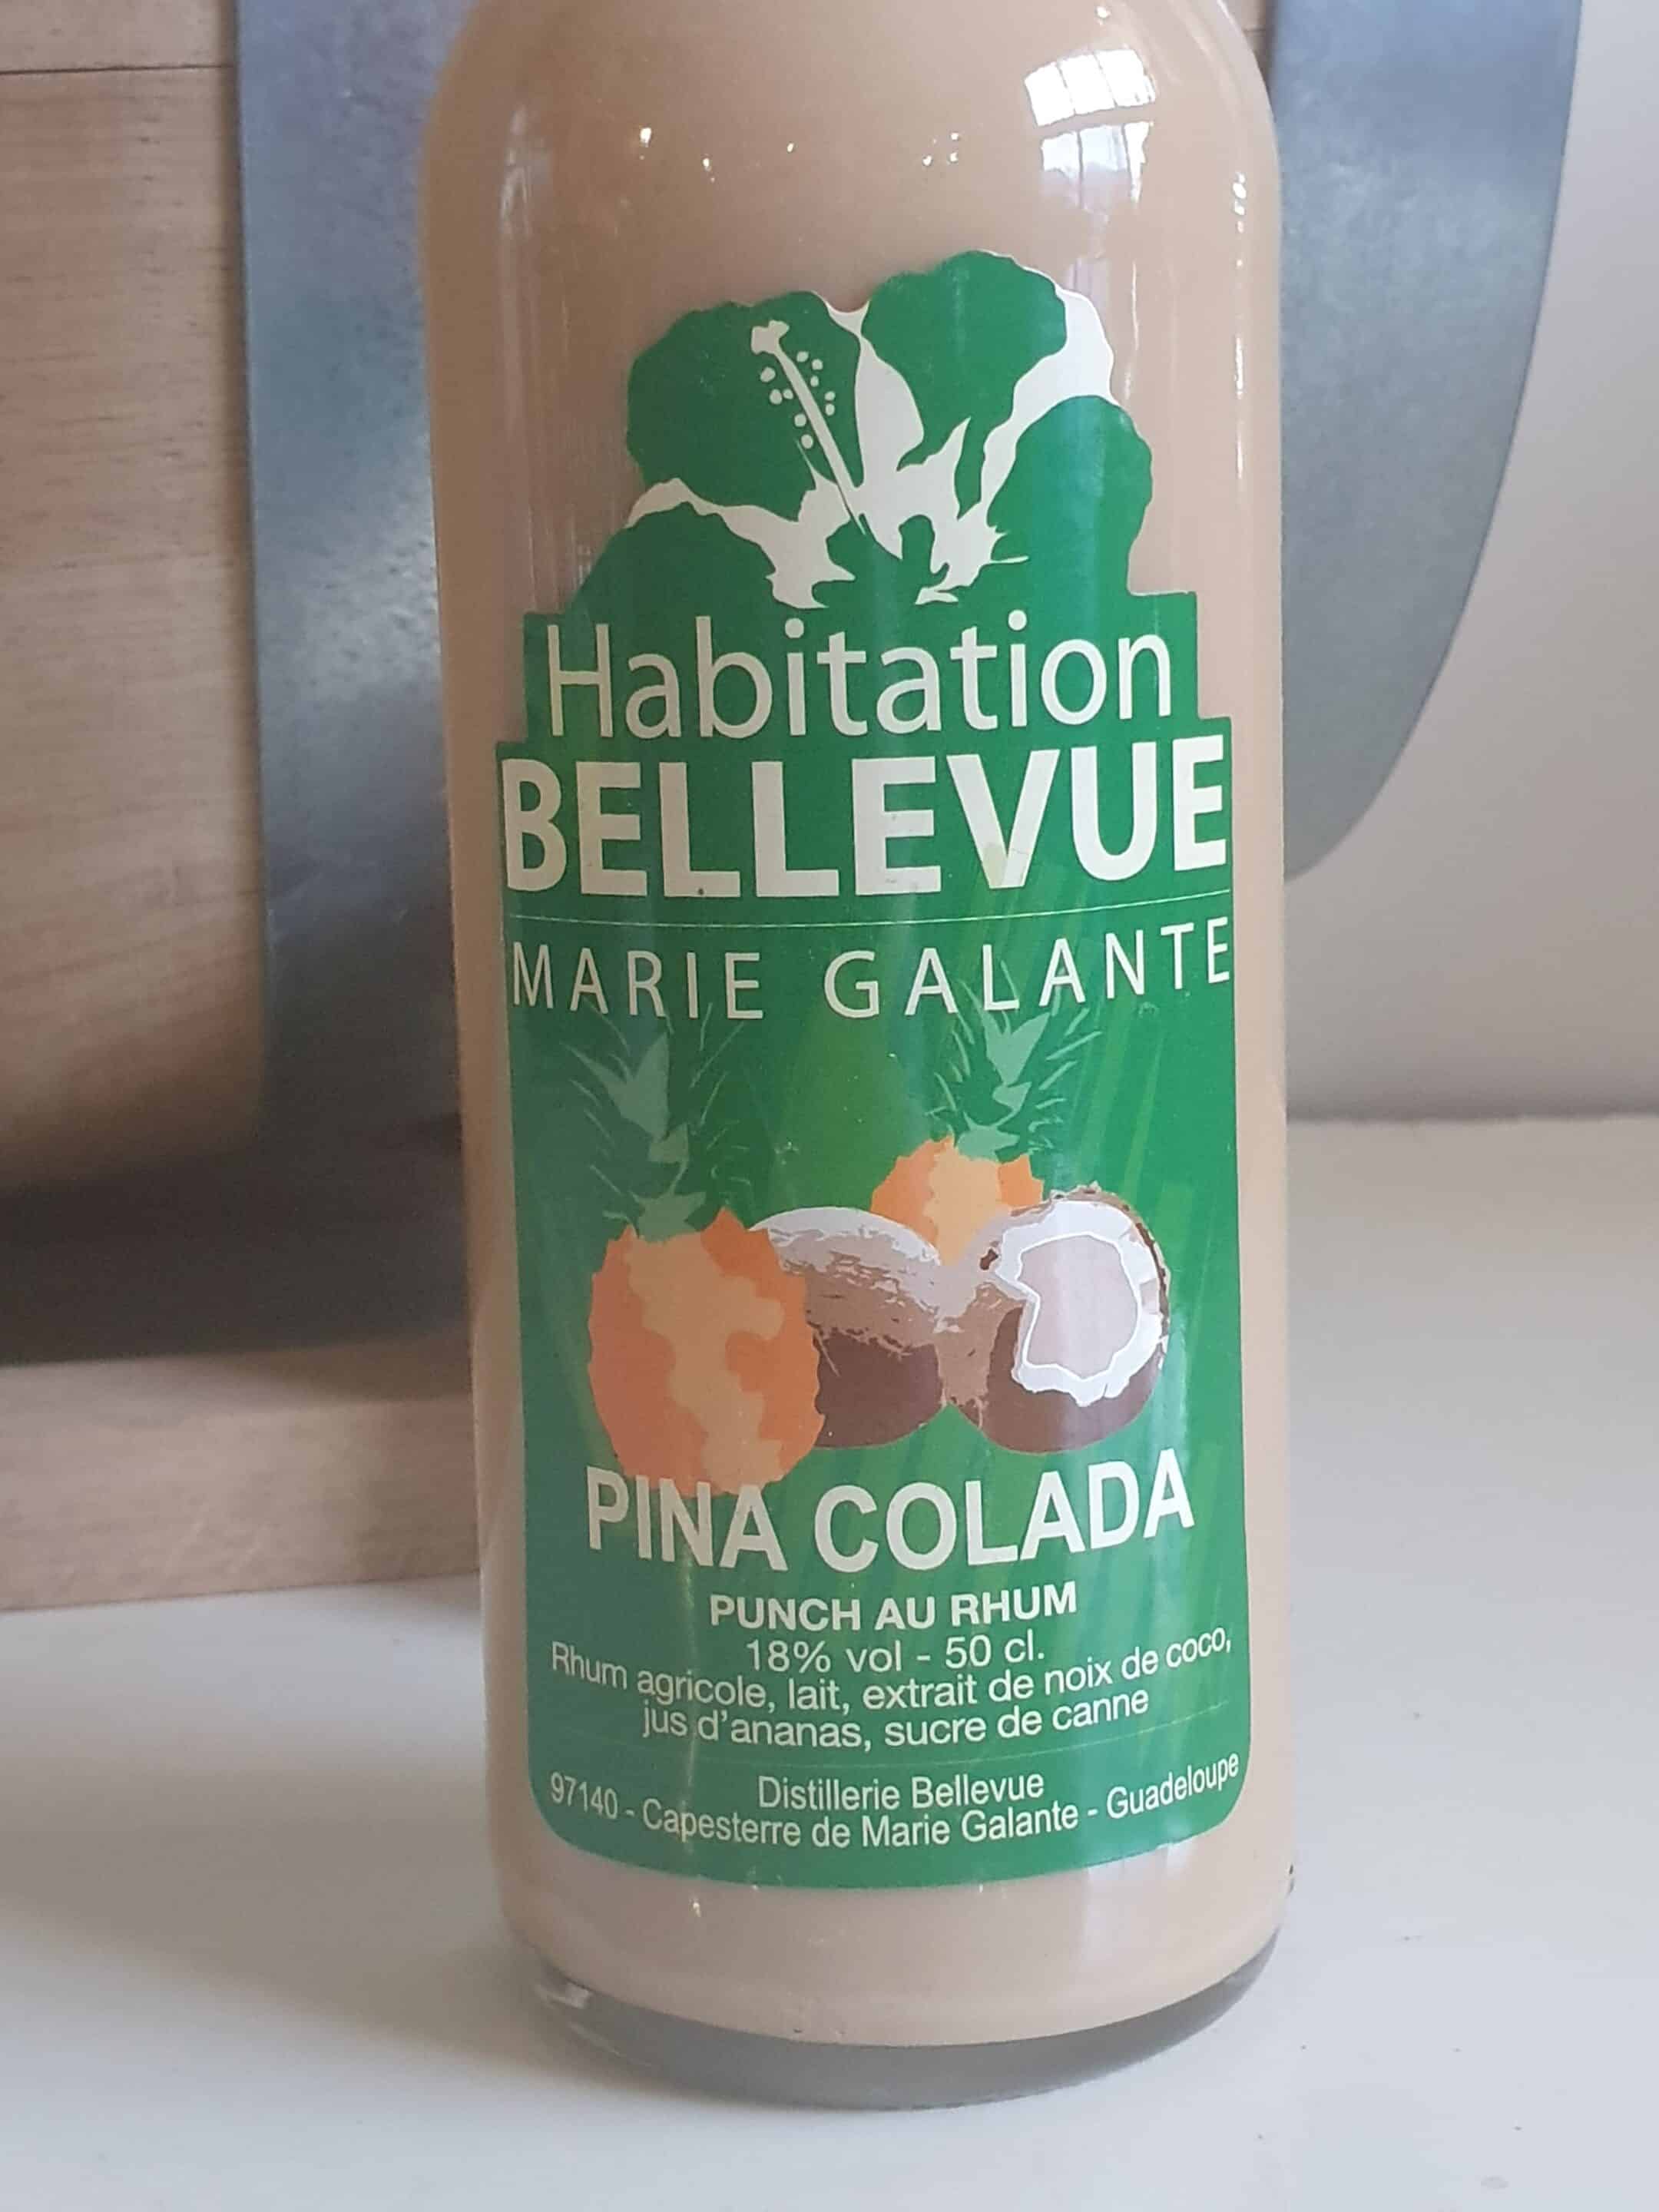 Habitation
BELLEVUE
MARIE GALANTE
PINA COLADA
PUNCH AU RHUM
18% vol - 50 cl.
Rhum agricole, lait, extrait de noix de coco,
jus d'ananas, sucre de canne
Distillerie Bellevue
97140 - Capesterre de Marie Galante - Guadeloupe